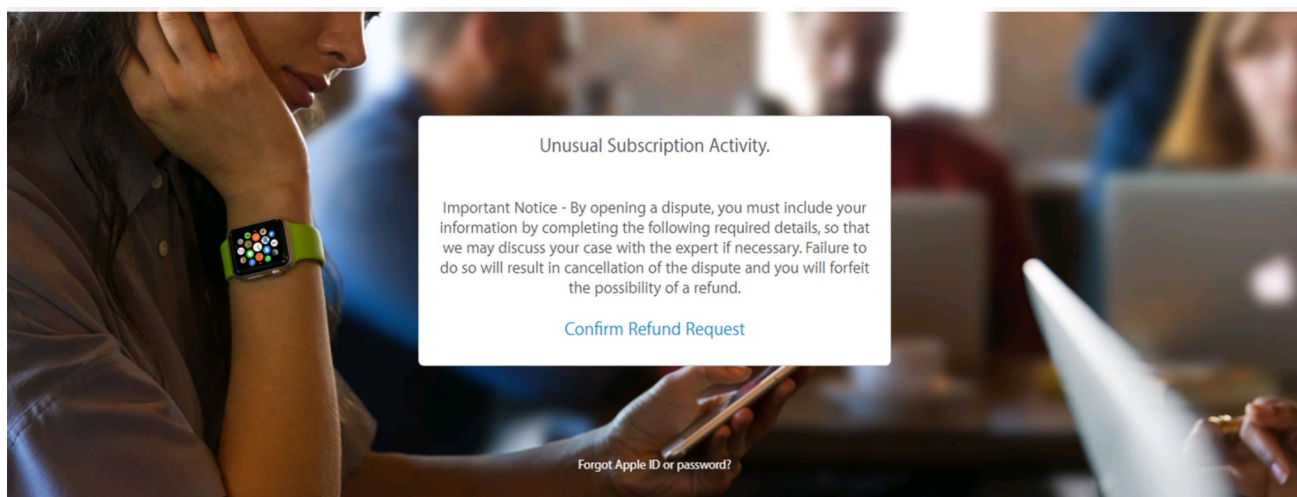 Unusual Subscription Activity.
Important Notice - By opening a dispute, you must include your
information by completing the following required details, so that
we may discuss your case with the expert if necessary. Failure to
do so will result in cancellation of the dispute and you will forfeit
the possibility of a refund.
Confirm Refund Request
Forgot Apple ID or password?